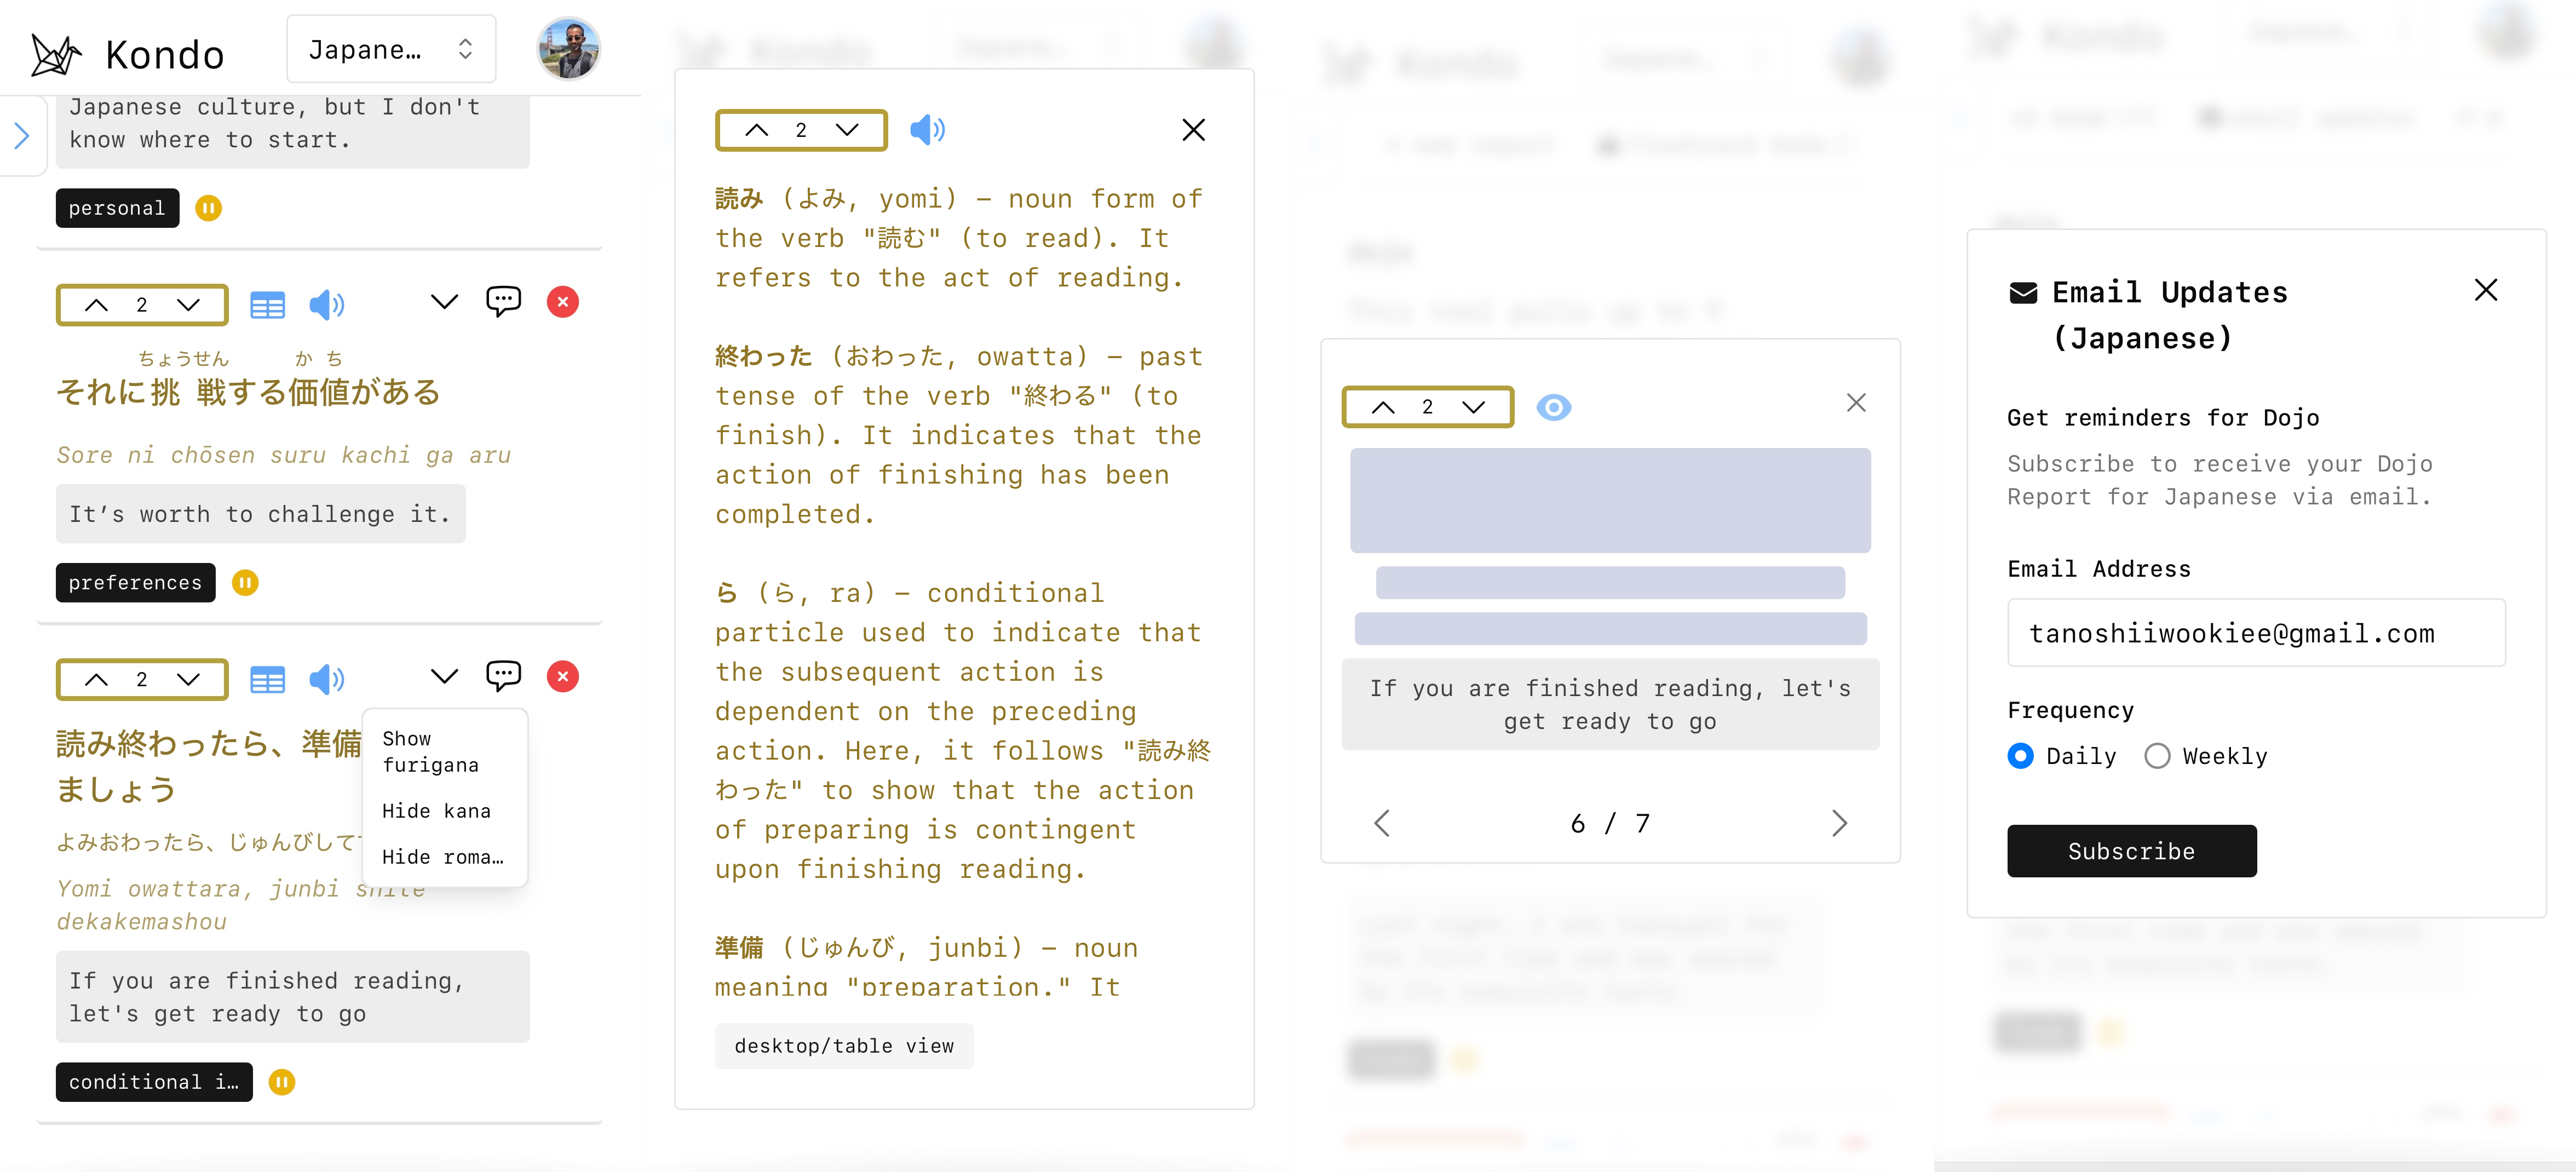 Kondo
Japane…
Japanese culture, but I don't
know where to start.
personal
2
ちょうせん か ち
それに挑 戦する価値がある
Sore ni chōsen suru kachi ga aru
It’s worth to challenge it.
preferences
2
読み終わったら、準備
ましょう
Show
furigana
Hide kana
Hide roma…
よみおわったら、じゅんびして
Yomi owattara, junbi shite
dekakemashou
If you are finished reading,
let's get ready to go
conditional i…
2
読み (よみ, yomi) – noun form of
the verb "読む" (to read). It
refers to the act of reading.
終わった (おわった, owatta) – past
tense of the verb "終わる" (to
finish). It indicates that the
action of finishing has been
completed.
ら (ら, ra) – conditional
particle used to indicate that
the subsequent action is
dependent on the preceding
action. Here, it follows "読み終
わった" to show that the action
of preparing is contingent
upon finishing reading.
準備 (じゅんび, junbi) – noun
meaning "preparation." It
desktop/table view
2
If you are finished reading, let's
get ready to go
6 / 7
Email Updates
(Japanese)
Get reminders for Dojo
Subscribe to receive your Dojo
Report for Japanese via email.
Email Address
tanoshiiwookiee@gmail.com
Frequency
Daily Weekly
Subscribe